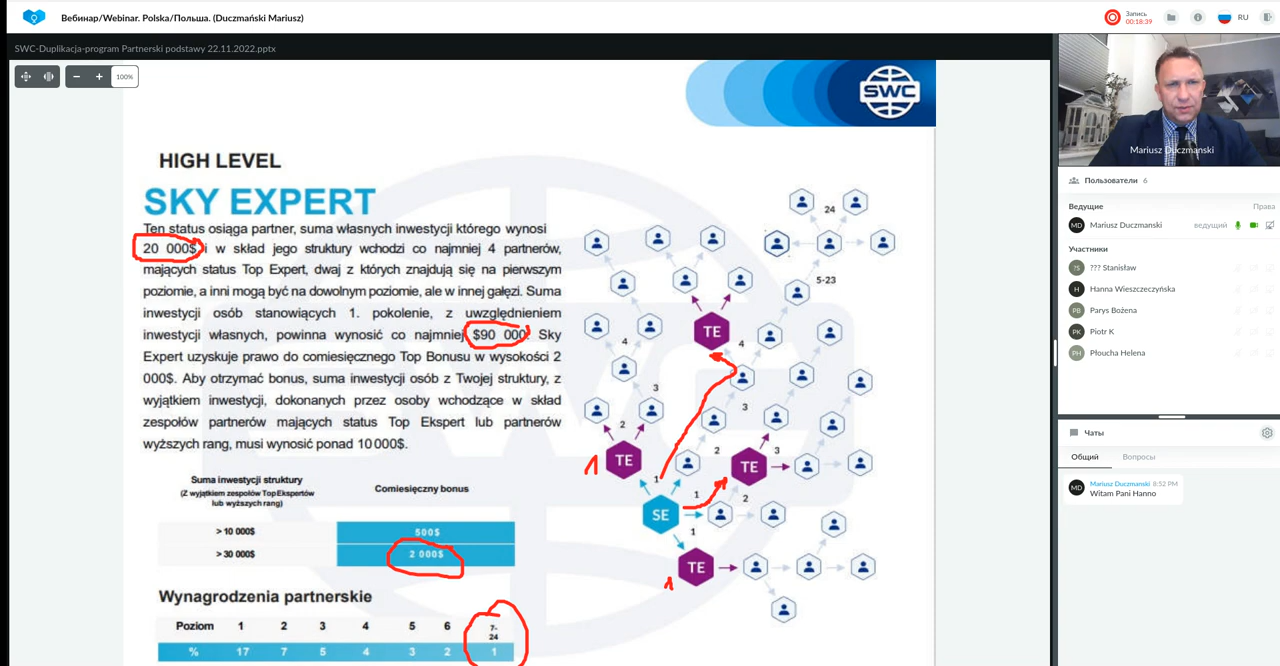 Вебинар/Webinar. Polska/Польша. (Duczmański Mariusz)
Запись
00:18:39
RU
SWC-Duplikacja-program Partnerski podstawy 22.11.2022.pptx
100%
SWC
HIGH LEVEL
SKY EXPERT
Ten status osiąga partner, suma własnych inwestycji którego wynosi
20 000$ i w skład jego struktury wchodzi co najmniej 4 partnerów,
mających status Top Expert, dwaj z których znajdują się na pierwszym
poziomie, a inni mogą być na dowolnym poziomie, ale w innej gałęzi. Suma
inwestycji osób stanowiących 1. pokolenie, z uwzględnieniem
inwestycji własnych, powinna wynosić co najmniej $90 000. Sky
Expert uzyskuje prawo do comiesięcznego Top Bonusu w wysokości 2
000$. Aby otrzymać bonus, suma inwestycji osób z Twojej struktury, z
wyjątkiem inwestycji, dokonanych przez osoby wchodzące w skład
zespołów partnerów mających status Top Ekspert lub partnerów
wyższych rang, musi wynosić ponad 10 000$.
Suma inwestycji struktury
(Z wyjątkiem zespołów TopEkspertów
lub wyższych rang)
Comiesięczny bonus
> 10 000$ 500$
> 30 000$ 2 000$
Wynagrodzenia partnerskie
Poziom 1 2 3 4 5 6 7-
24
% 17 7 5 4 3 2 1
24
5-23
TE
4
4
3
3
2
TE
1
1
2
TE
3
1
SE
2
1
TE
1
Mariusz Duczmanski
Пользователи 6
Ведущие Права
MD Mariusz Duczmanski ведущий
Участники
?S ??? Stanisław
H Hanna Wieszczeczyńska
PB Parys Bożena
PK Piotr K
PH Płoucha Helena
Чаты
Общий Вопросы
MD Mariusz Duczmanski 8:52 PM
Witam Pani Hanno